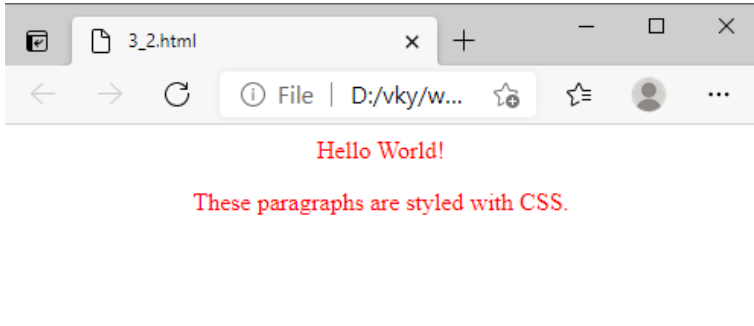 3_2.html
File D:/vky/w...
Hello World!
These paragraphs are styled with CSS.